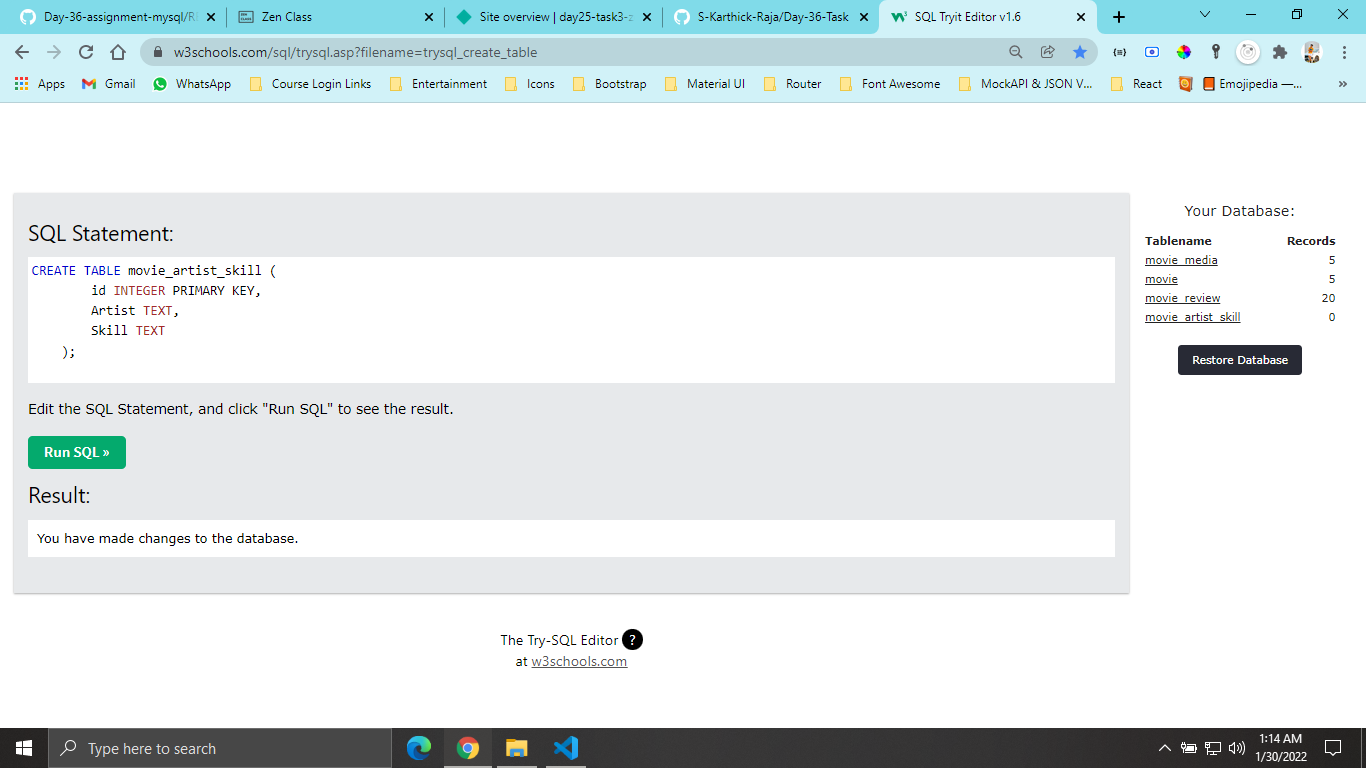 Day-36-assignment-mysql/RE
Zen Class
Site overview | day25-task3-z
S-Karthick-Raja/Day-36-Task
SQL Tryit Editor v1.6
w3schools.com/sql/trysql.asp?filename=trysql_create_table
Apps
Gmail
WhatsApp
Course Login Links
Entertainment
Icons
Bootstrap
Material UI
Router
Font Awesome
MockAPI & JSON V...
React
Emojipedia —...
»
SQL Statement:
CREATE TABLE movie_artist_skill (
id INTEGER PRIMARY KEY,
Artist TEXT,
Skill TEXT
);
Edit the SQL Statement, and click "Run SQL" to see the result.
Run SQL »
Result:
You have made changes to the database.
Your Database:
Tablename Records
movie_media 5
movie 5
movie_review 20
movie_artist_skill 0
Restore Database
The Try-SQL Editor ?
at w3schools.com
Type here to search
1:14 AM
1/30/2022